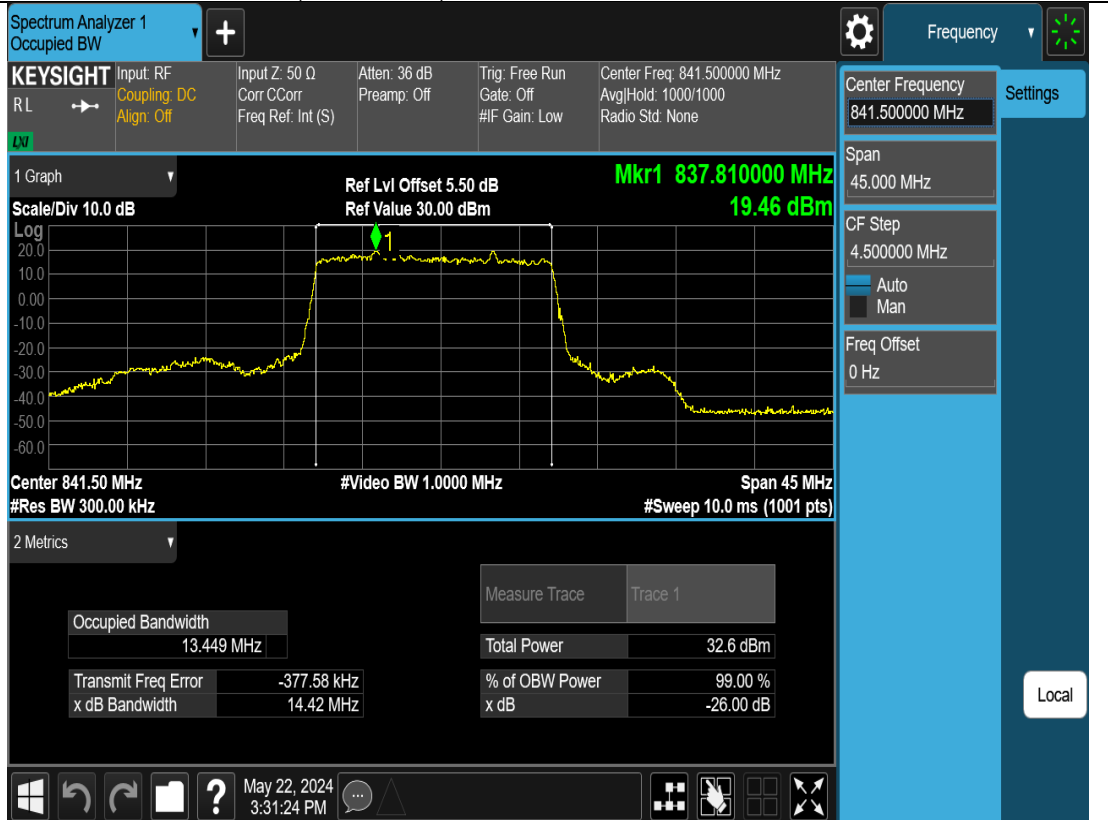 Spectrum Analyzer 1
Occupied BW
+
Frequency
KEYSIGHT
RL
LXI
Input: RF
Coupling: DC
Align: Off
Input Z: 50 Ω
Corr CCorr
Freq Ref: Int (S)
Atten: 36 dB
Preamp: Off
Trig: Free Run
Gate: Off
#IF Gain: Low
Center Freq: 841.500000 MHz
Avg|Hold: 1000/1000
Radio Std: None
1 Graph
Scale/Div 10.0 dB
Ref Lvl Offset 5.50 dB
Ref Value 30.00 dBm
Mkr1 837.810000 MHz
19.46 dBm
Log
20.0
10.0
0.00
-10.0
-20.0
-30.0
-40.0
-50.0
-60.0
1
Center 841.50 MHz
#Res BW 300.00 kHz
#Video BW 1.0000 MHz
Span 45 MHz
#Sweep 10.0 ms (1001 pts)
2 Metrics
Measure Trace Trace 1
Occupied Bandwidth
13.449 MHz
Total Power 32.6 dBm
Transmit Freq Error -377.58 kHz
% of OBW Power 99.00 %
x dB Bandwidth 14.42 MHz
x dB -26.00 dB
Center Frequency
841.500000 MHz
Settings
Span
45.000 MHz
CF Step
4.500000 MHz
Auto
Man
Freq Offset
0 Hz
Local
?
May 22, 2024
3:31:24 PM